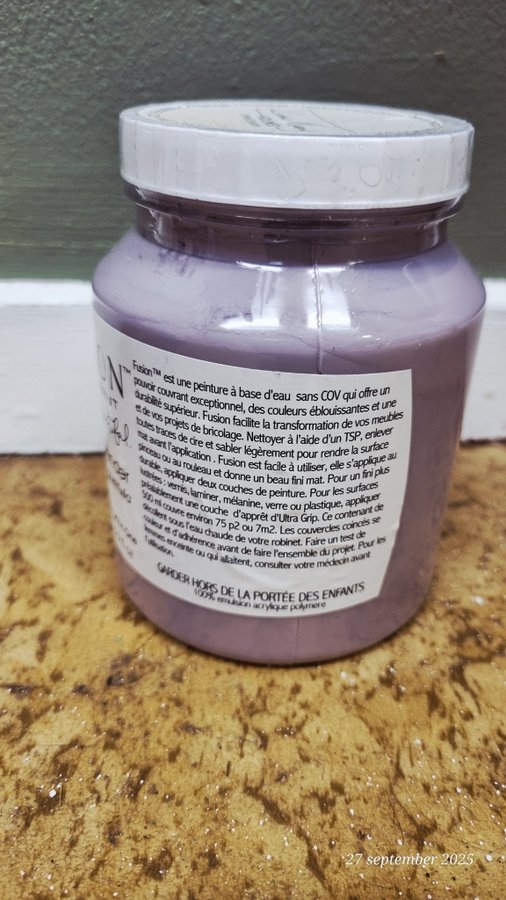 Fusion™ est une peinture à base d'eau sans COV qui offre un
pouvoir couvrant exceptionnel, des couleurs éblouissantes et une
durabilité supérieur. Fusion facilite la transformation de vos meubles
et de vos projets de bricolage. Nettoyer à l'aide d'un TSP, enlever
toutes traces de cire et sabler légèrement pour rendre la surface
mat avant l'application . Fusion est facile à utiliser, elle s'applique au
pinceau ou au rouleau et donne un beau fini mat. Pour un fini plus
durable, appliquer deux couches de peinture. Pour les surfaces
lustrées : vernis, laminer, mélanine, verre ou plastique, appliquer
préalablement une couche d'apprêt d'Ultra Grip. Ce contenant de
500 ml couvre environ 75 p2 ou 7m2. Les couvercles coincés se
décollent sous l'eau chaude de votre robinet. Faire un test de
couleur et d'adhérence avant de faire l'ensemble du projet. Pour les
femmes enceinte ou qui allaitent, consulter votre médecin avant
l'utilisation.
GARDER HORS DE LA PORTÉE DES ENFANTS
100% emulsion acrylique polymere
27 september 2025